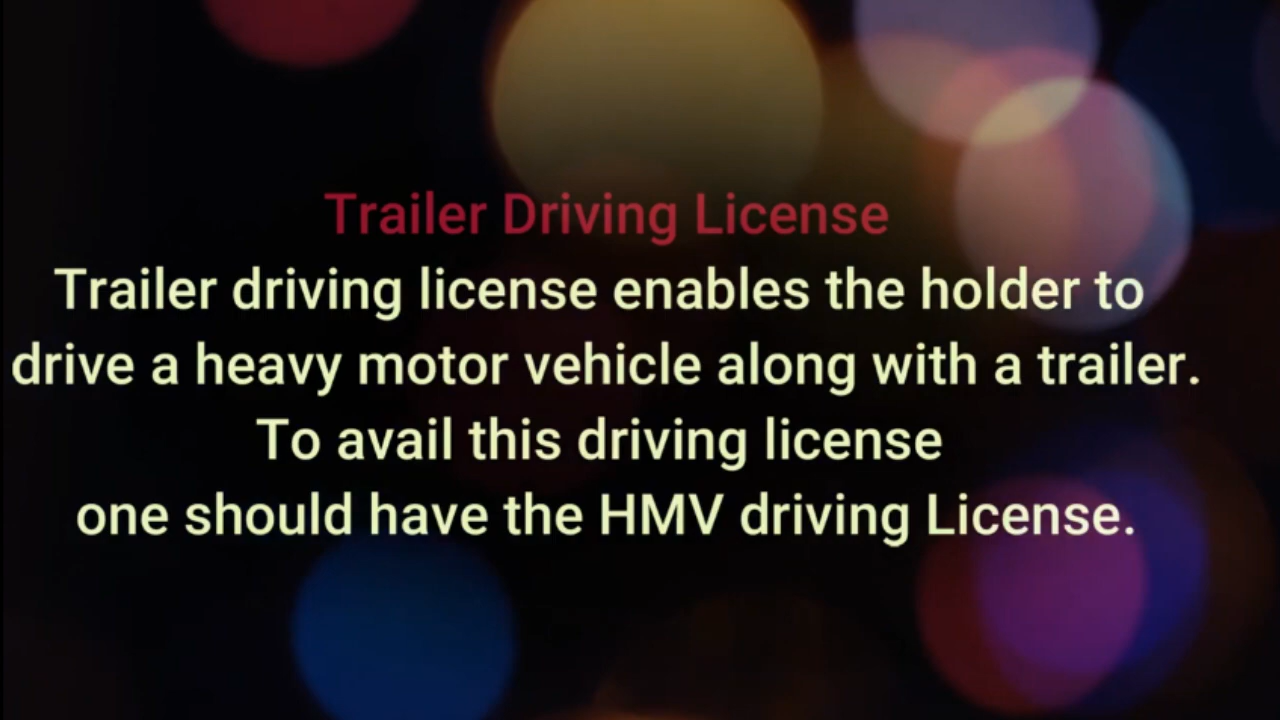 Trailer Driving License
Trailer driving license enables the holder to
drive a heavy motor vehicle along with a trailer.
To avail this driving license
one should have the HMV driving License.